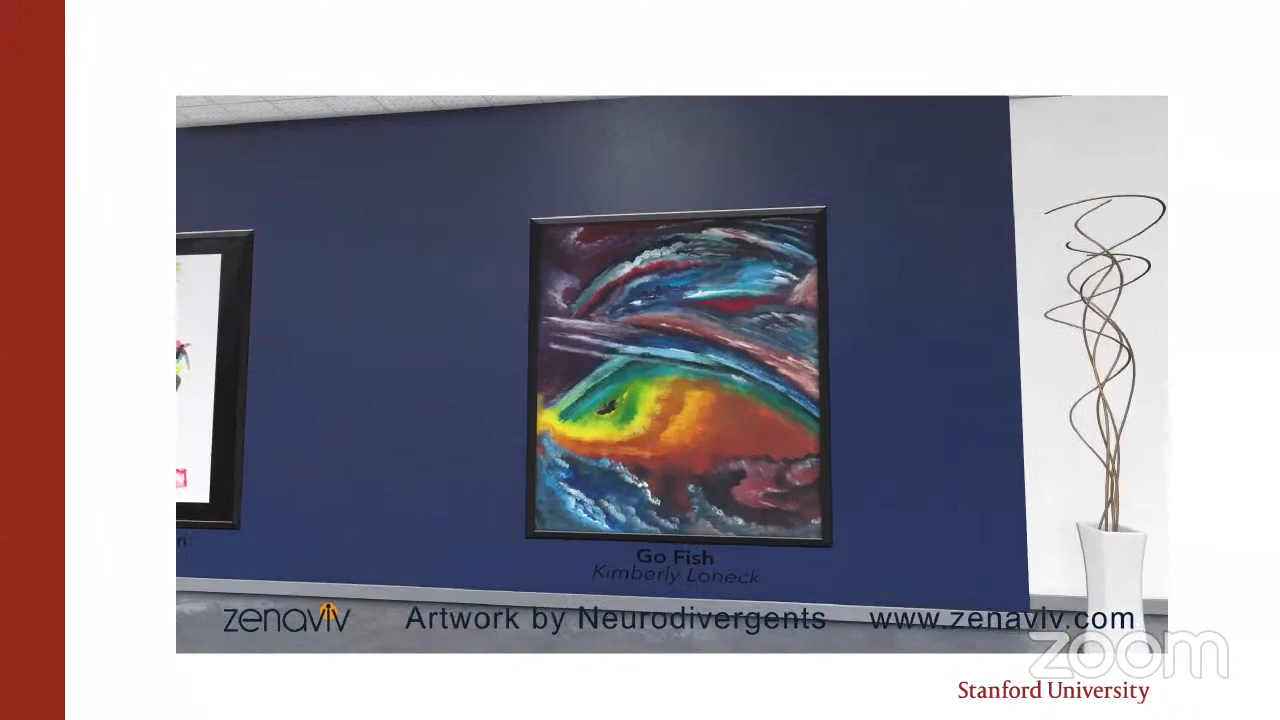 Go Fish
Kimberly Loneck
zenaviv Artwork by Neurodivergents www.zenaviv.com
zoom
Stanford University